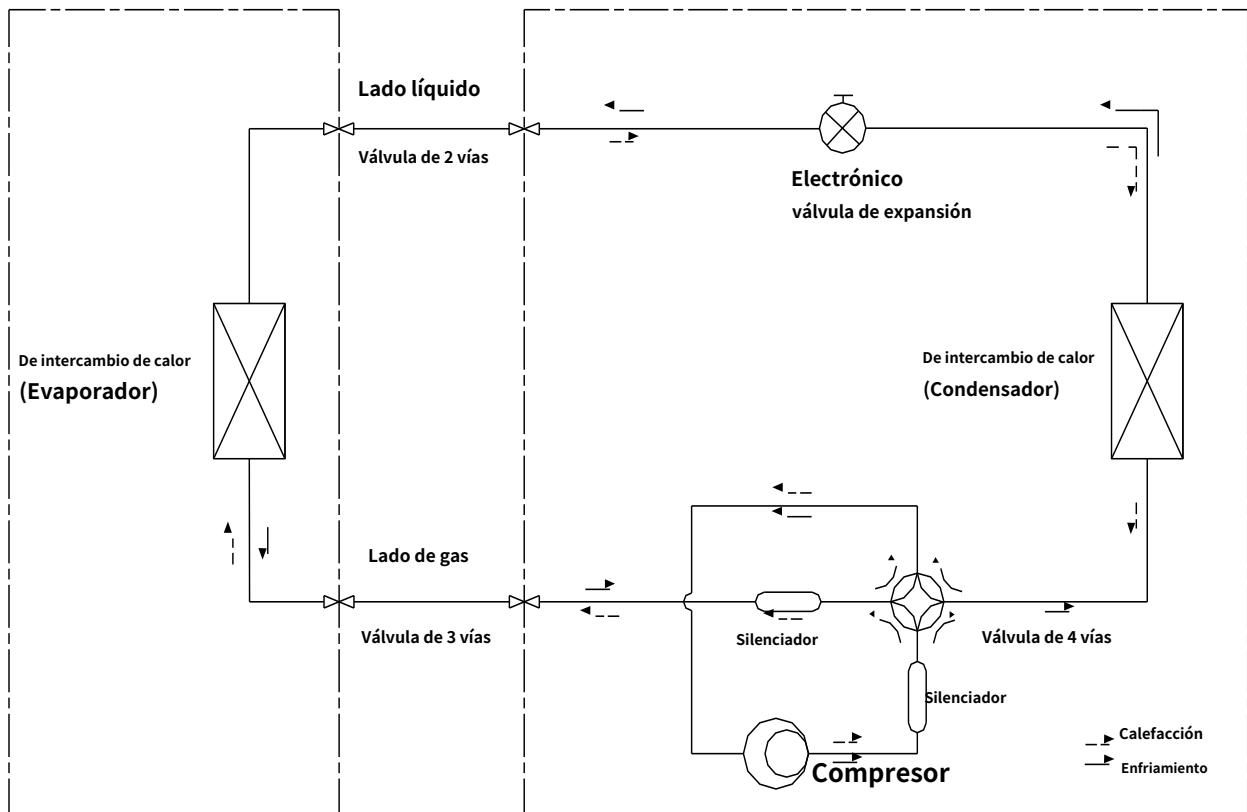 Lado líquido
Válvula de 2 vías
Electrónico
válvula de expansión
De intercambio de calor
(Evaporador)
De intercambio de calor
(Condensador)
Lado de gas
Válvula de 3 vías
Silenciador
Válvula de 4 vías
Silenciador
Compresor
Calefacción
Enfriamiento